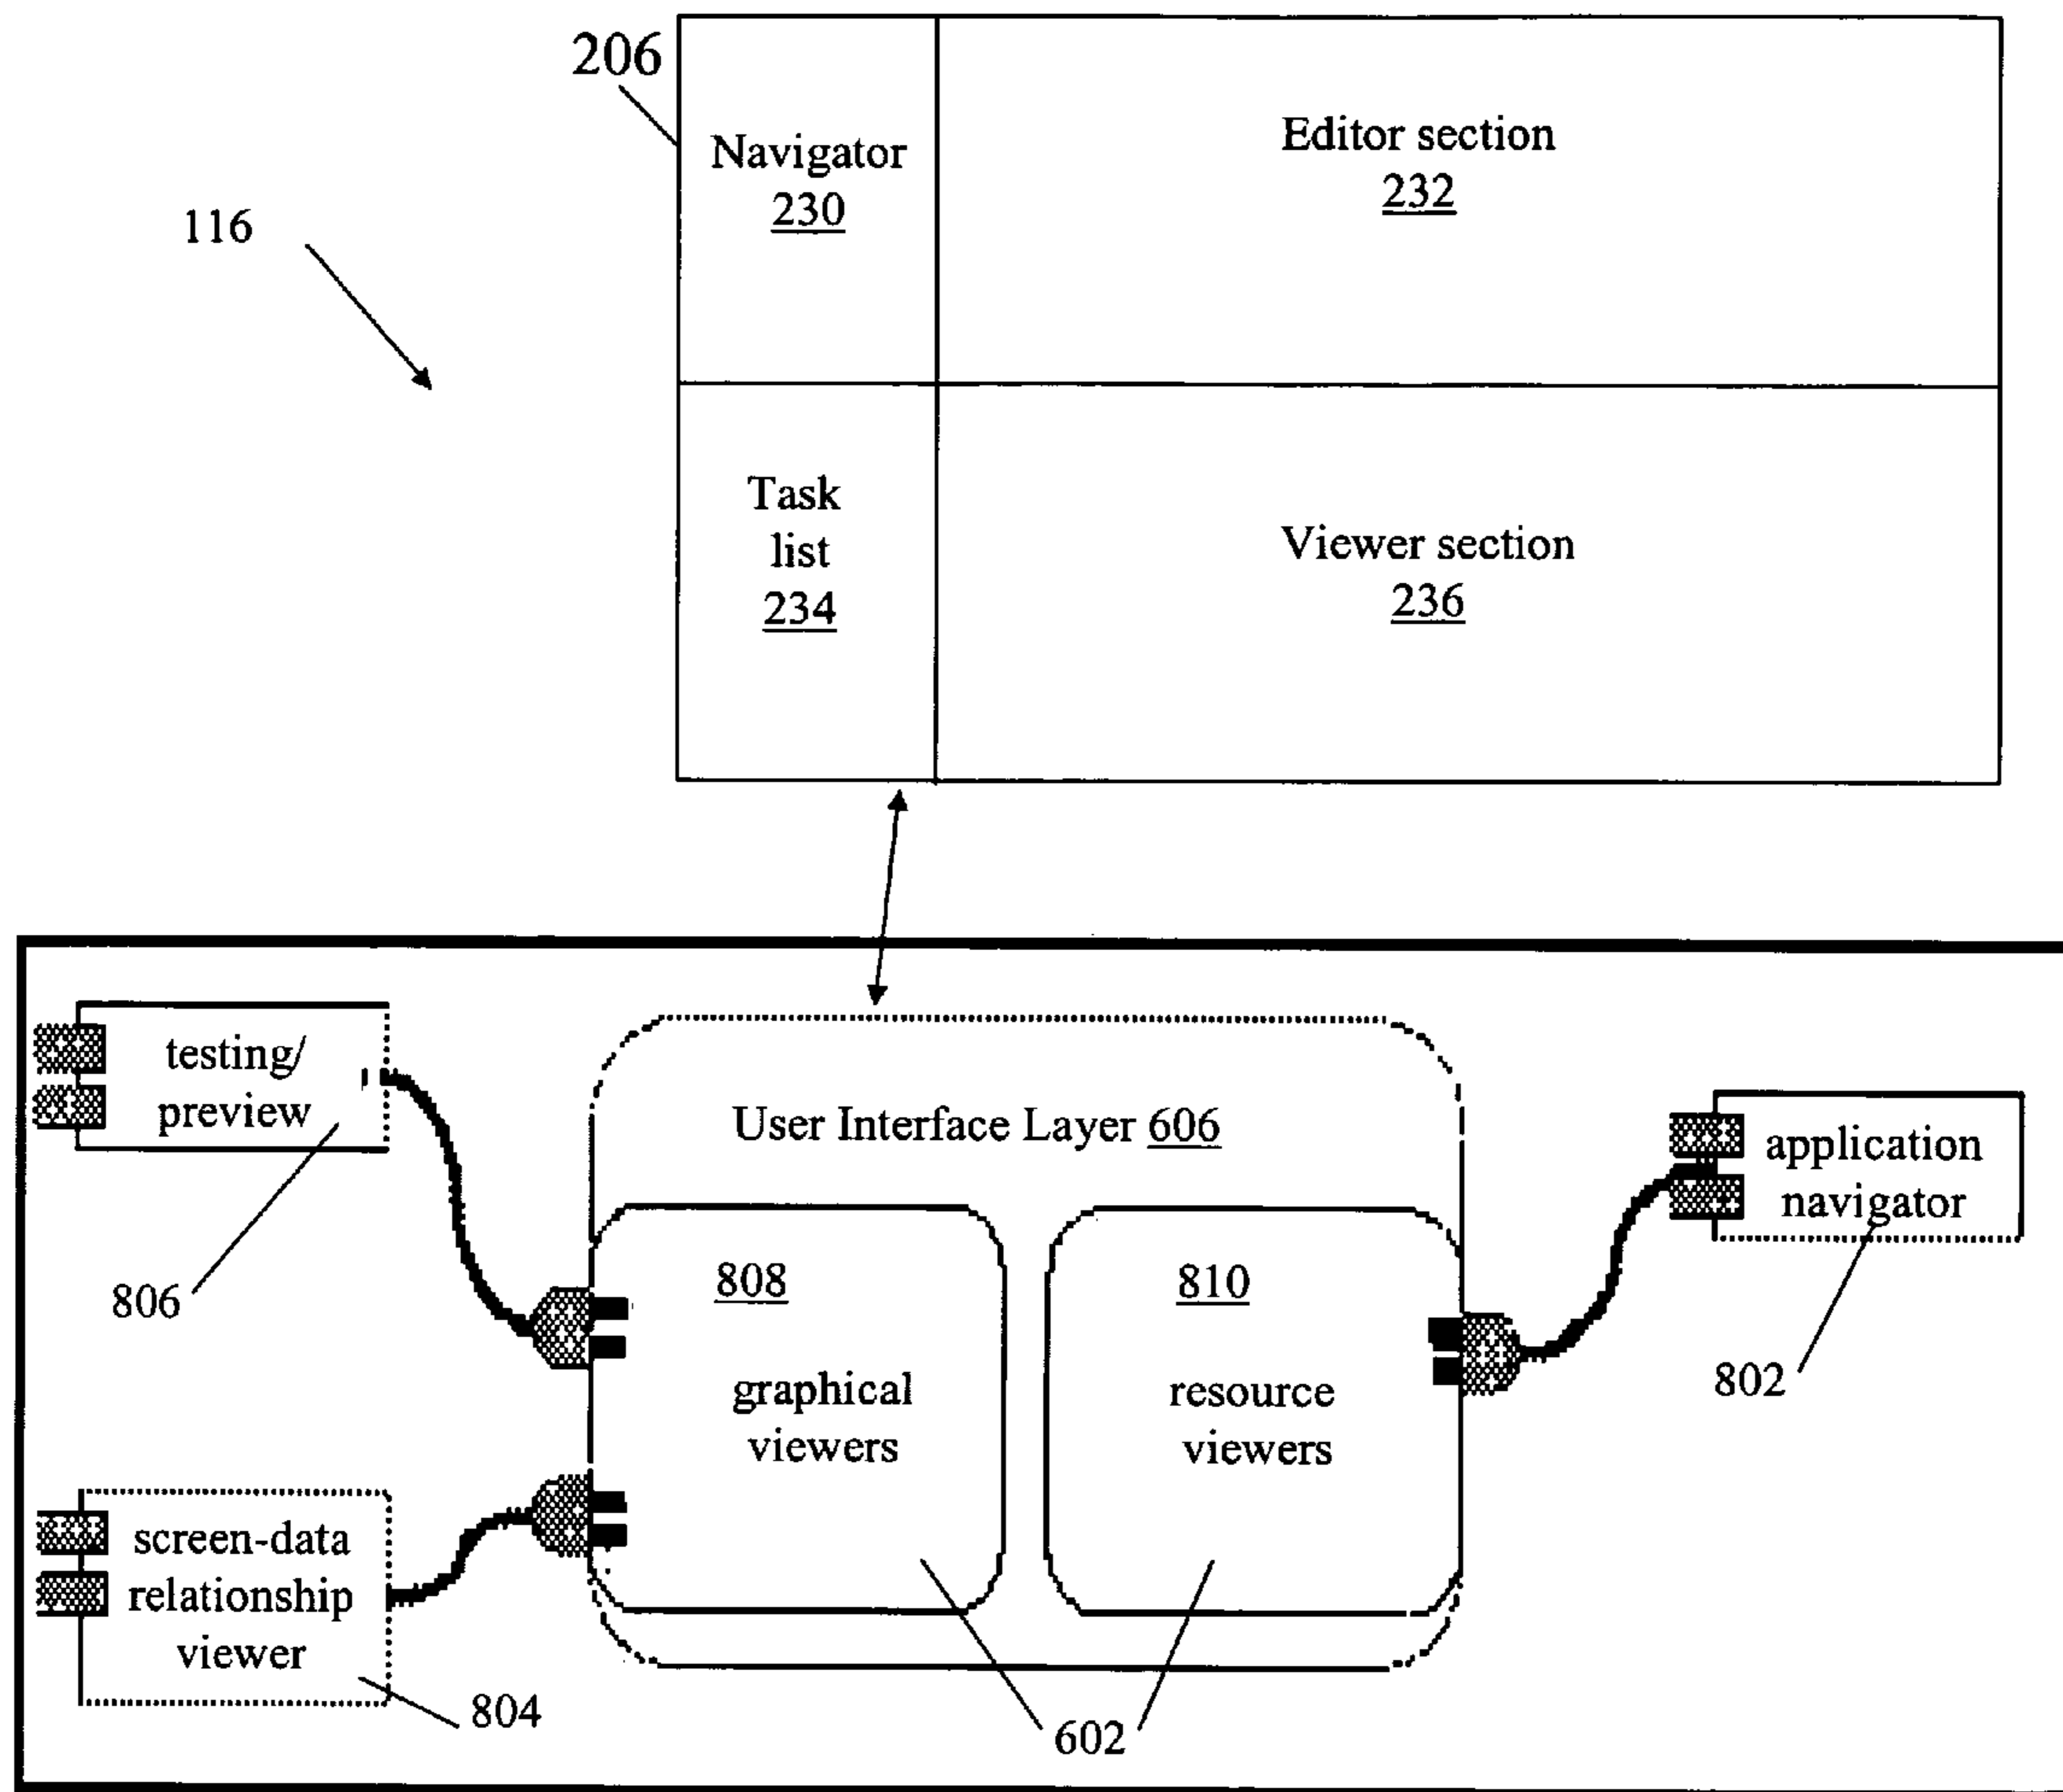 206
Navigator
230
Editor section
232
116
Task
list
234
Viewer section
236
testing/
preview
806
User Interface Layer 606
application
navigator
802
808
graphical
viewers
810
resource
viewers
screen-data
relationship
viewer
804
602